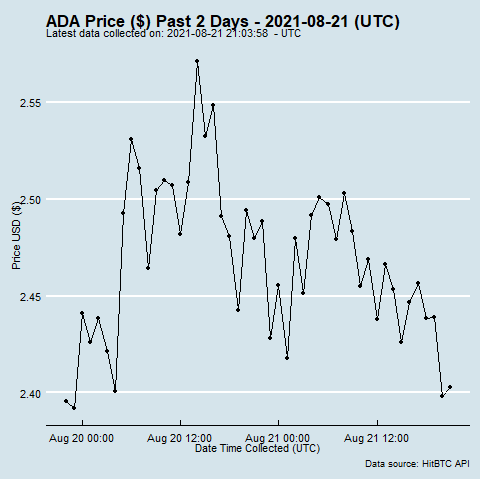 ADA Price ($) Past 2 Days - 2021-08-21 (UTC)
Latest data collected on: 2021-08-21 21:03:58 - UTC
Price USD ($)
2.55
2.50
2.45
2.40
Aug 20 00:00 Aug 20 12:00 Aug 21 00:00 Aug 21 12:00
Date Time Collected (UTC)
Data source: HitBTC API